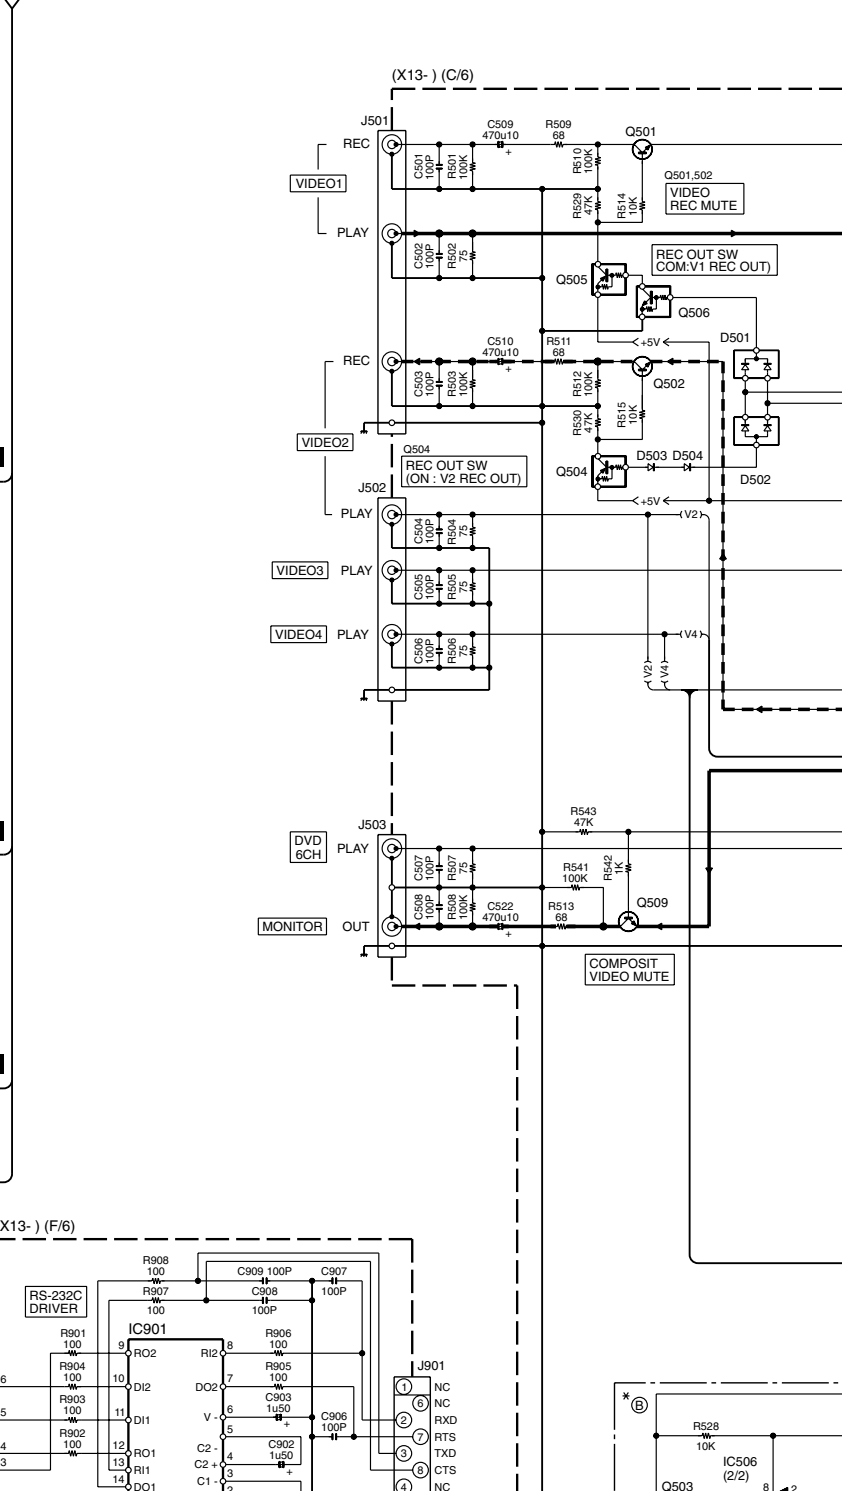 (X13- ) (C/6)
J501
REC
VIDEO1
PLAY
C501
100P
R501
100K
C509
470u10
+
R509
68
R510
100K
Q501
Q501,502
VIDEO
REC MUTE
R529
47K
R514
10K
C502
100P
R502
75
REC OUT SW
COM:V1 REC OUT)
Q505
Q506
+5V
D501
REC
VIDEO2
C503
100P
R503
100K
C510
470u10
+
R511
68
R512
100K
Q502
R530
47K
R515
10K
Q504
REC OUT SW
(ON : V2 REC OUT)
Q504
D503 D504
D502
+5V
J502
PLAY
C504
100P
R504
75
V2
VIDEO3 PLAY
C505
100P
R505
75
VIDEO4 PLAY
C506
100P
R506
75
V4
V2
V4
J503
DVD
6CH
PLAY
C507
100P
R507
75
R543
47K
R541
100K
R542
1K
Q509
C508
100P
R508
100K
C522
470u10
+
R513
68
MONITOR OUT
COMPOSIT
VIDEO MUTE
X13- ) (F/6)
RS-232C
DRIVER
R908
100
R907
100
C909 100P
C908
100P
C907
100P
IC901
R901
100
9 RO2
RI2 8
R906
100
6
R904
100
10 DI2
DO2 7
R905
100
5
R903
100
11 DI1
V - 6
C903
1u50
+
C906
100P
4
R902
100
12 RO1
C2 - 5
C902
1u50
+
3
13 RI1
C2 + 4
14 DO1
C1 - 3
2
J901
1 NC
6 NC
2 RXD
7 RTS
3 TXD
8 CTS
4 NC
* B
R528
10K
IC506
(2/2)
Q503
8
2